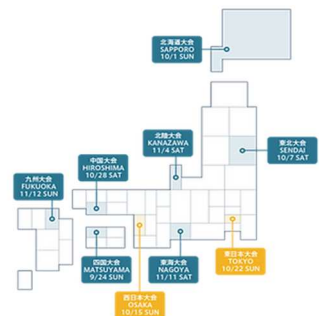 北海道大会
SAPPORO
10/1 SUN
北陸大会
KANAZAWA
11/4 SAT
東北大会
SENDAI
10/7 SAT
中国大会
HIROSHIMA
10/28 SAT
九州大会
FUKUOKA
11/12 SUN
四国大会
MATSUYAMA
9/24 SUN
東海大会
NAGOYA
11/11 SAT
東日本大会
TOKYO
10/22 SUN
西日本大会
OSAKA
10/15 SUN